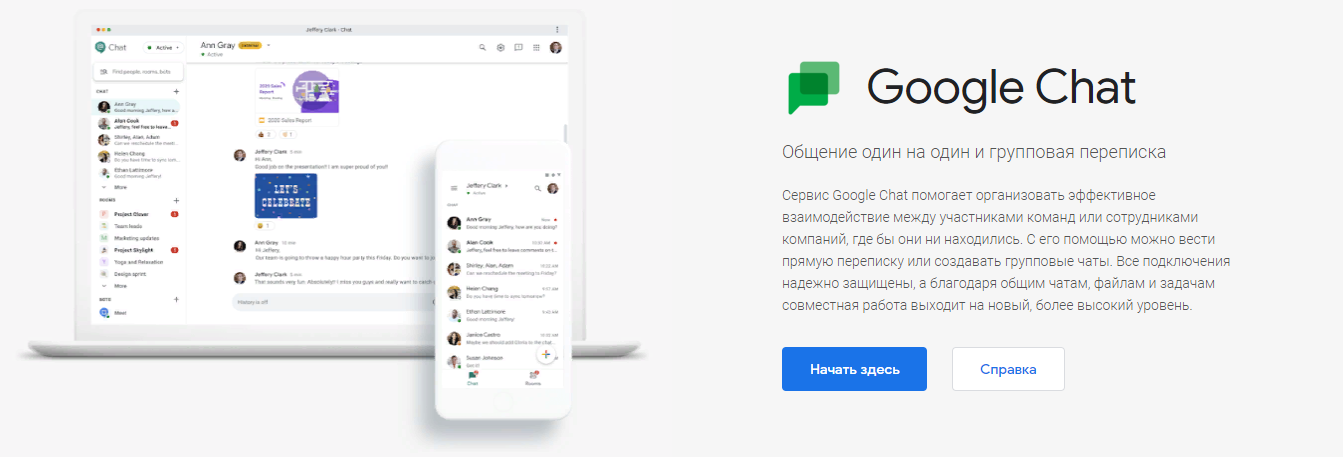 Jeffery Clark - Chat
Chat
Active
Ann Gray
Active
Find people, rooms, bots
CHAT
Ann Gray
Good morning Jeffery, how a
Alan Cook
Jeffery, feel free to leave
Shirley, Alan, Adam
Can we reschedule the meet
Helen Chang
Do you have time to sync tom
Ethan Lattimore
Good morning Jeffery!
More
ROOMS
Project Clover
Team leads
Marketing updates
Project Skylight
Yoga and Relaxation
Design sprint
More
BOTS
Meet
2020 Sales
Report
2020 Sales Report
Jeffery Clark
Hi Ann,
Good job on the presentation! I am super proud of you!
LET'S
CELEBRATE
Ann Gray
Hi Jeffery,
Our team is going to throw a happy hour party this Friday. Do you want to
Jeffery Clark
That sounds very fun. Absolutely! I miss you guys and really want to catch
History is off
Jeffery Clark
Active
CHAT
Ann Gray
Now
Good morning Jeffery, how are you doing?
Alan Cook
Jeffery, feel free to leave comments on
Shirley, Alan, Adam
Can we reschedule the meeting to Friday?
Helen Chang
Do you have time to sync tomorrow?
Ethan Lattimore
Good morning Jeffery!
Janice Castro
Maybe we should add Chris to the chat
Susan Johnson
Got it!
Chat
Rooms
Google Chat
Общение один на один и групповая переписка
Сервис Google Chat помогает организовать эффективное
взаимодействие между участниками команд или сотрудниками
компаний, где бы они ни находились. С его помощью можно вести
прямую переписку или создавать групповые чаты. Все подключения
надежно защищены, а благодаря общим чатам, файлам и задачам
совместная работа выходит на новый, более высокий уровень.
Начать здесь
Справка